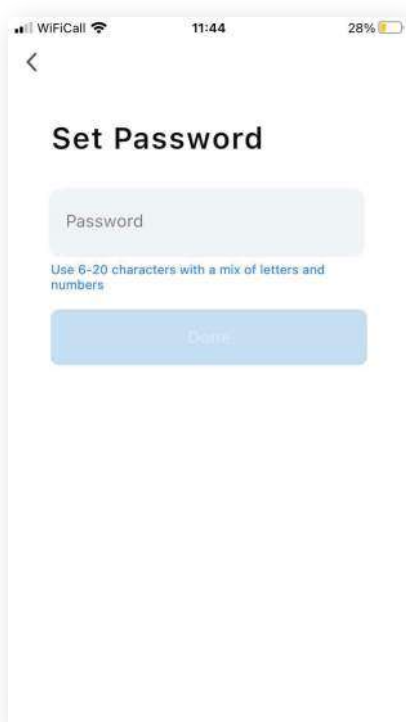 WiFiCall 11:44 28%
Set Password
Password
Use 6-20 characters with a mix of letters and
numbers
Done